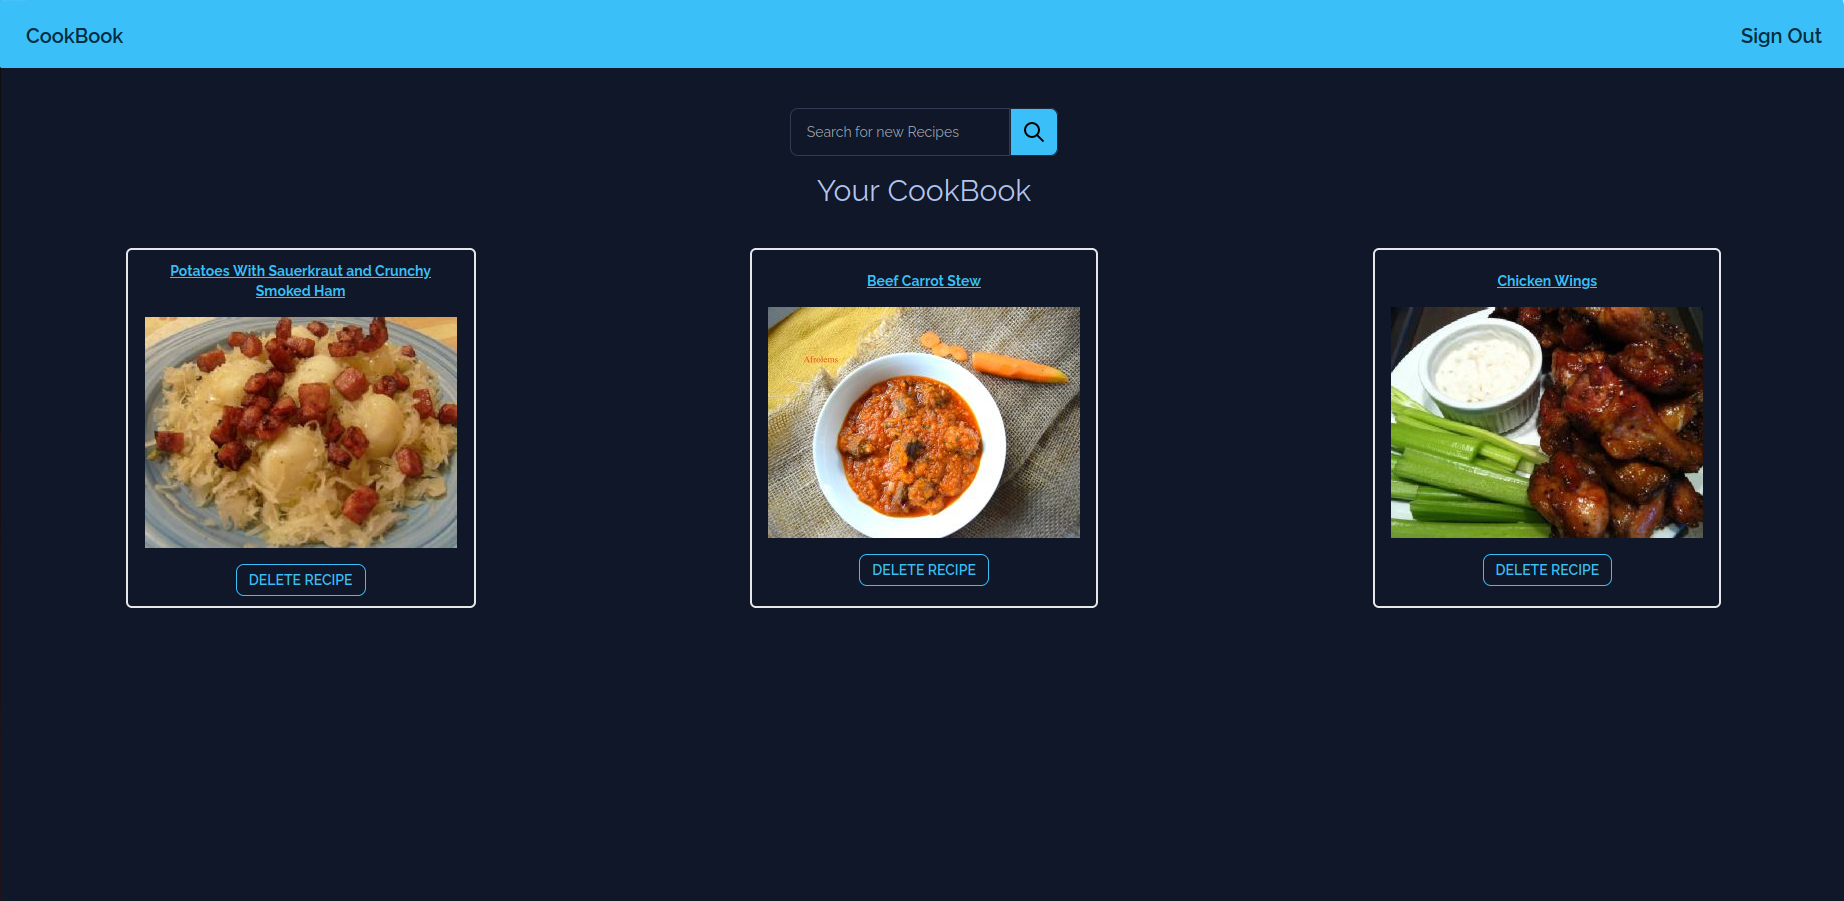 CookBook
Sign Out
Search for new Recipes
Your CookBook
Potatoes With Sauerkraut and Crunchy
Smoked Ham
DELETE RECIPE
Beef Carrot Stew
Afrolems
DELETE RECIPE
Chicken Wings
DELETE RECIPE